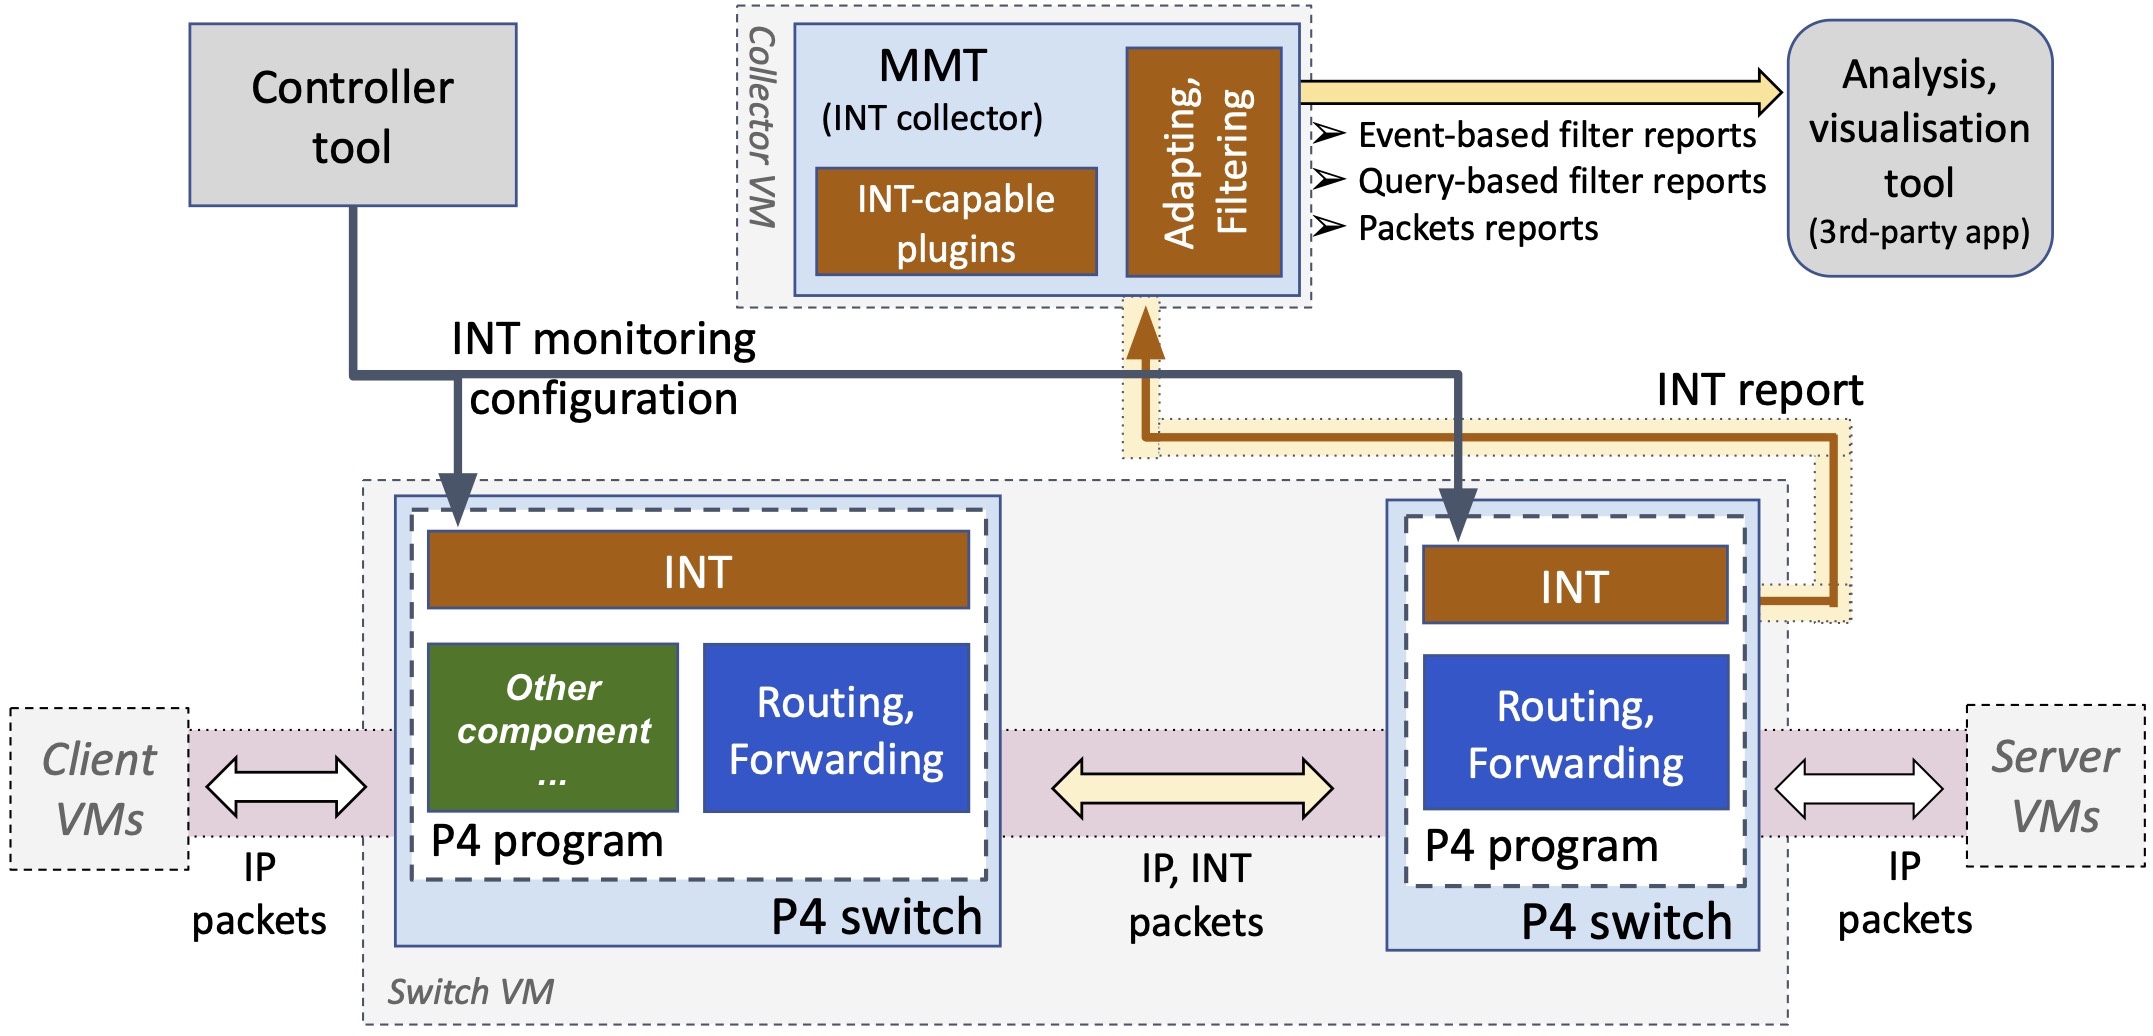 Controller
tool
Collector VM
MMT
(INT collector)
INT-capable
plugins
Adapting,
Filtering
➢ Event-based filter reports
➢ Query-based filter reports
➢ Packets reports
Analysis,
visualisation
tool
(3rd-party app)
INT monitoring
configuration
INT report
INT
Other
component
...
Routing,
Forwarding
P4 program
P4 switch
INT
Routing,
Forwarding
P4 program
P4 switch
Client
VMs
IP
packets
IP, INT
packets
Server
VMs
IP
packets
Switch VM